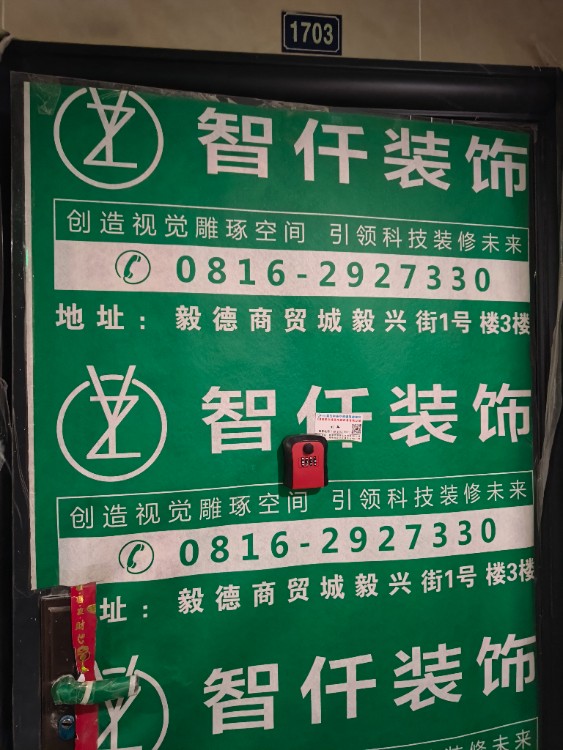 1703
智仟装饰
创造视觉雕琢空间 引领科技装修未来
0816-2927330
地址：毅德商贸城毅兴街1号楼3楼
智仟装饰
创造视觉雕琢空间 引领科技装修未来
0816-2927330
址：毅德商贸城毅兴街1号楼3楼
智仟装饰